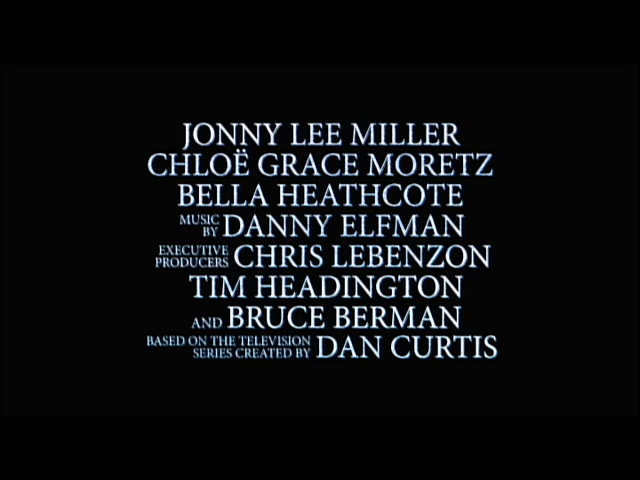 JONNY LEE MILLER
CHLOË GRACE MORETZ
BELLA HEATHCOTE
MUSIC BY DANNY ELFMAN
EXECUTIVE PRODUCERS CHRIS LEBENZON
TIM HEADINGTON
AND BRUCE BERMAN
BASED ON THE TELEVISION SERIES CREATED BY DAN CURTIS